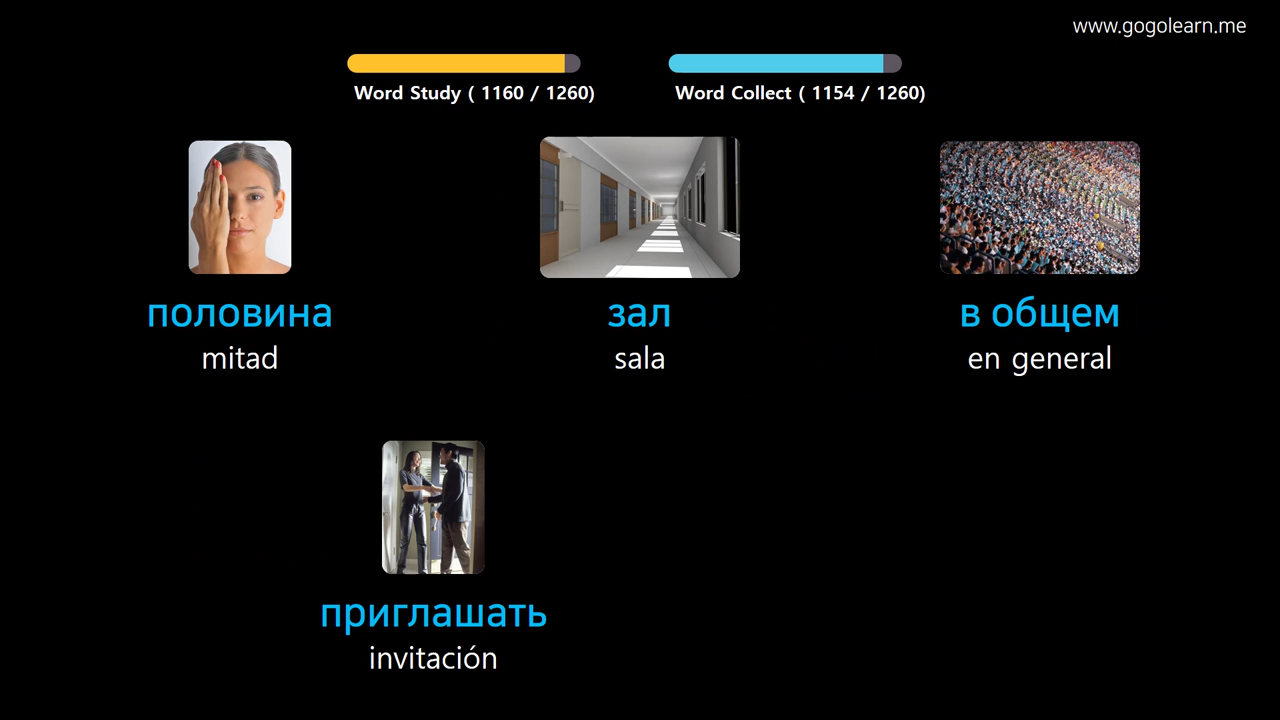 www.gogolearn.me
Word Study ( 1160 / 1260)
Word Collect ( 1154 / 1260)
половина
mitad
зал
sala
в общем
en general
приглашать
invitación